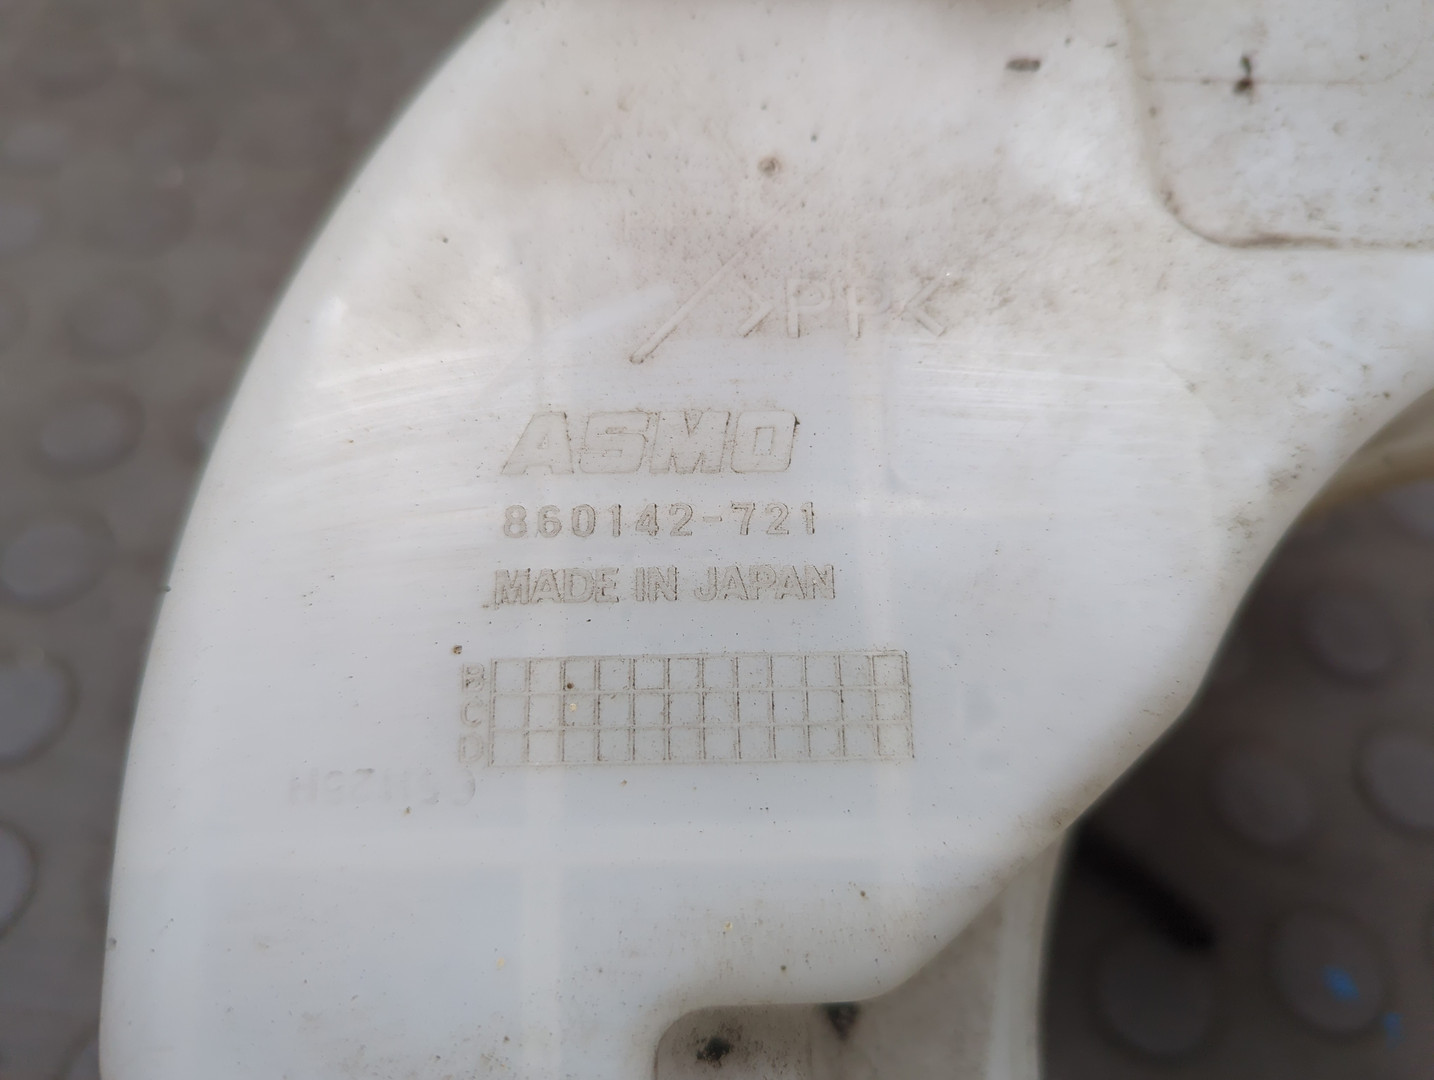 >PP<
ASMO
860142-721
MADE IN JAPAN
B
C
D